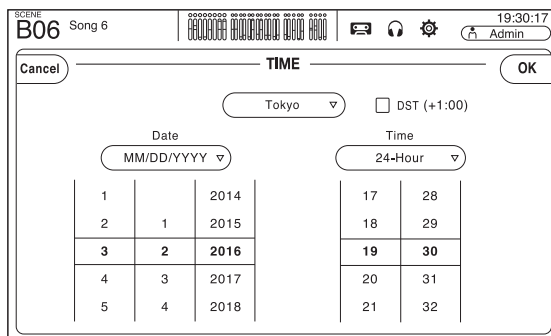 SCENE
B06 Song 6
19:30:17
Admin
Cancel
TIME
OK
Tokyo
DST (+1:00)
Date
Time
MM/DD/YYYY
24-Hour
1 2014 17 28
2 1 2015 18 29
3 2 2016 19 30
4 3 2017 20 31
5 4 2018 21 32